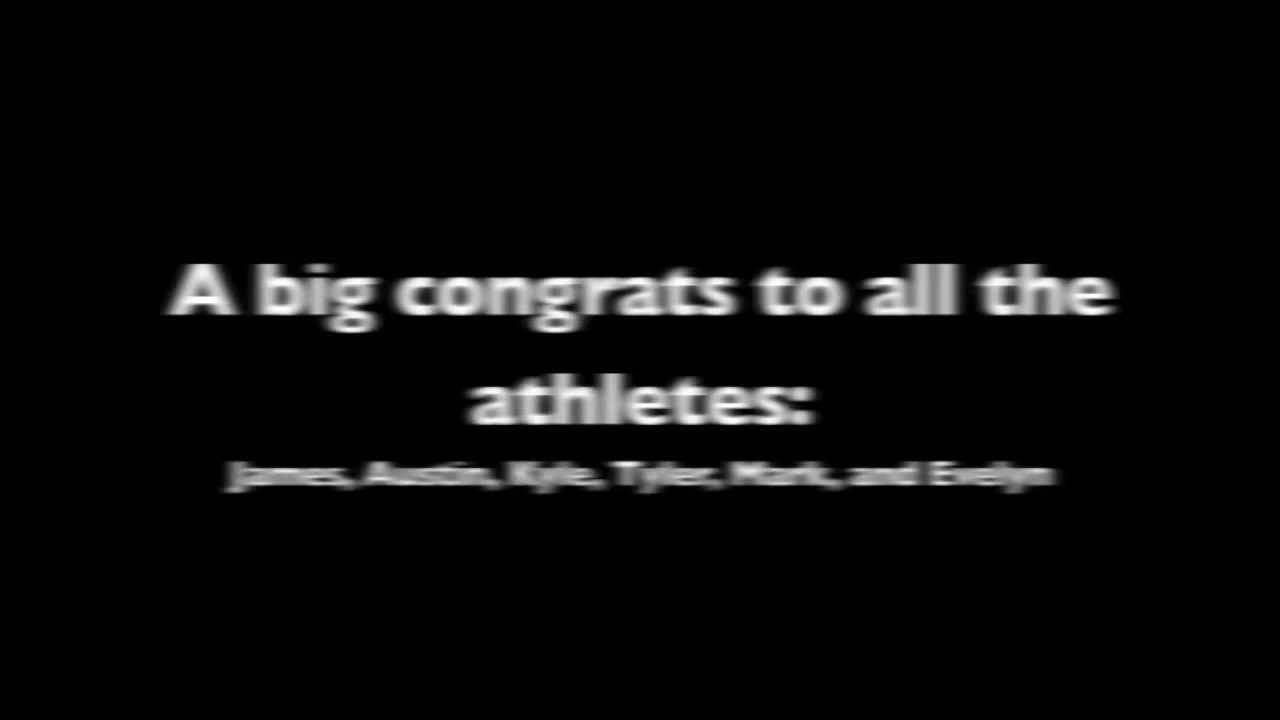 A big congrats to all the
athletes:
James, Austin, Kyle, Tyler, Mark, and Evelyn